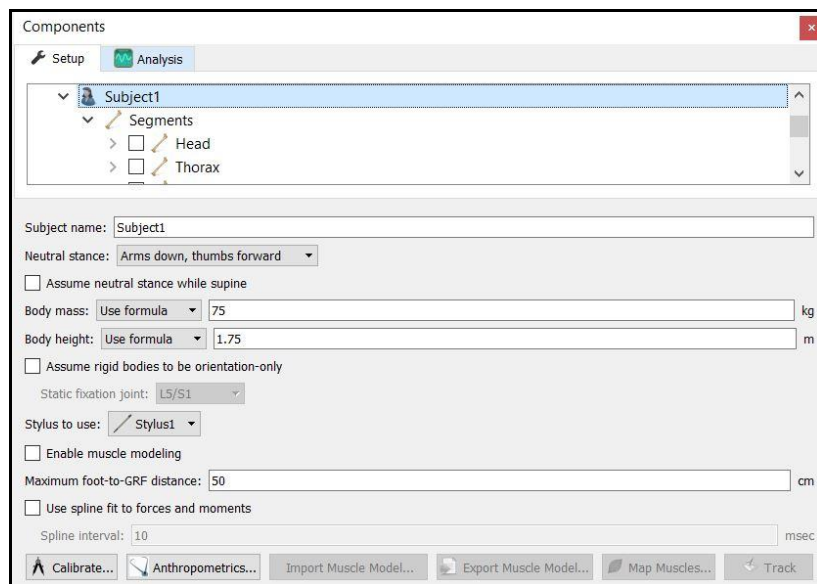 Components
Setup Analysis
Subject1
Segments
Head
Thorax
Subject name: Subject1
Neutral stance: Arms down, thumbs forward
Assume neutral stance while supine
Body mass: Use formula 75 kg
Body height: Use formula 1.75 m
Assume rigid bodies to be orientation-only
Static fixation joint: L5/S1
Stylus to use: Stylus1
Enable muscle modeling
Maximum foot-to-GRF distance: 50 cm
Use spline fit to forces and moments
Spline interval: 10 msec
Calibrate... Anthropometrics... Import Muscle Model... Export Muscle Model... Map Muscles... Track